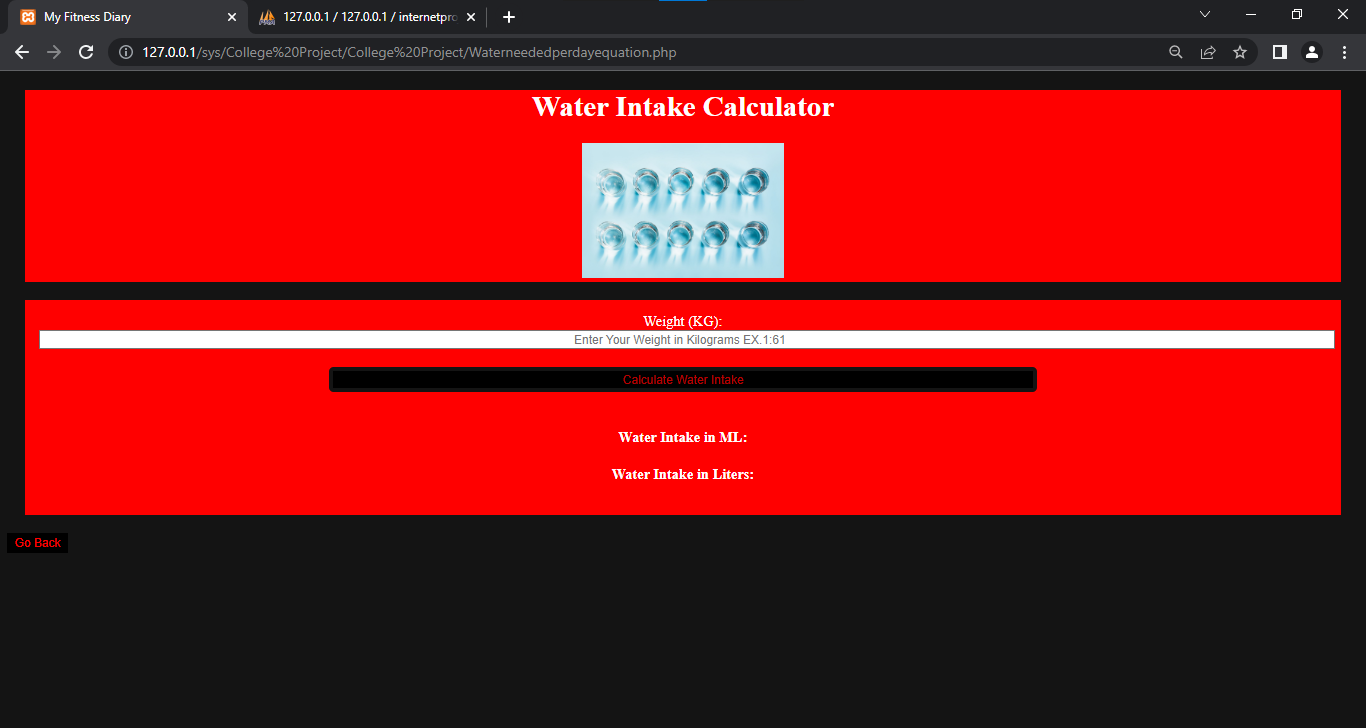 My Fitness Diary
127.0.0.1 / 127.0.0.1 / internetpro
127.0.0.1/sys/College%20Project/College%20Project/Waterneededperdayequation.php
Water Intake Calculator
Weight (KG):
Enter Your Weight in Kilograms EX.1:61
Calculate Water Intake
Water Intake in ML:
Water Intake in Liters:
Go Back